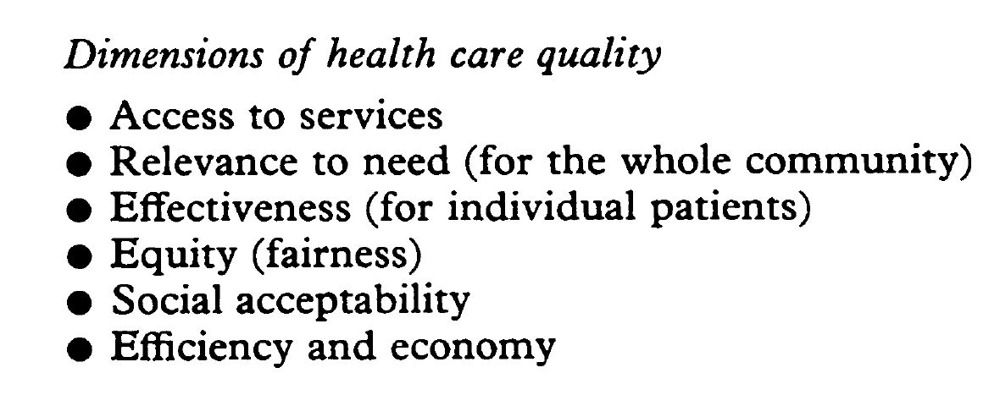 Dimensions of health care quality
● Access to services
● Relevance to need (for the whole community)
● Effectiveness (for individual patients)
● Equity (fairness)
● Social acceptability
● Efficiency and economy